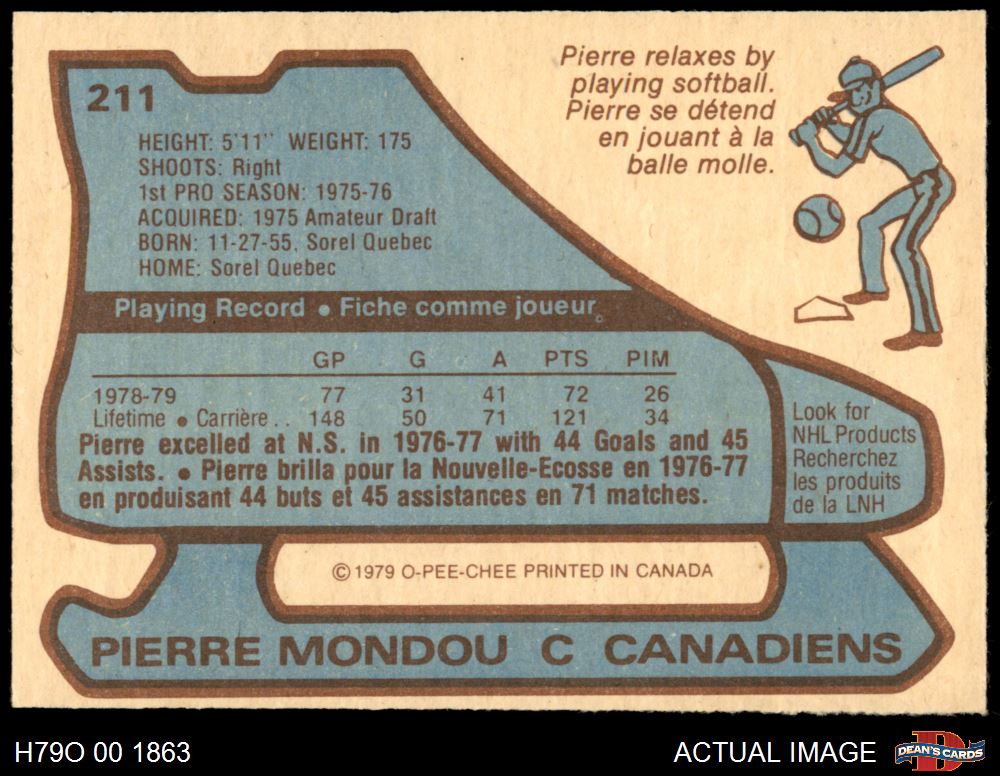 211
HEIGHT: 5'11" WEIGHT: 175
SHOOTS: Right
1st PRO SEASON: 1975-76
ACQUIRED: 1975 Amateur Draft
BORN: 11-27-55, Sorel Quebec
HOME: Sorel Quebec
Pierre relaxes by
playing softball.
Pierre se détend
en jouant à la
balle molle.
Playing Record • Fiche comme joueur
GP G A PTS PIM
1978-79 77 31 41 72 26
Lifetime • Carrière . . 148 50 71 121 34
Pierre excelled at N.S. in 1976-77 with 44 Goals and 45
Assists. • Pierre brilla pour la Nouvelle-Ecosse en 1976-77
en produisant 44 buts et 45 assistances en 71 matches.
Look for
NHL Products
Recherchez
les produits
de la LNH
© 1979 O-PEE-CHEE PRINTED IN CANADA
PIERRE MONDOU C CANADIENS
H79O 00 1863
ACTUAL IMAGE
DEAN'S CARDS